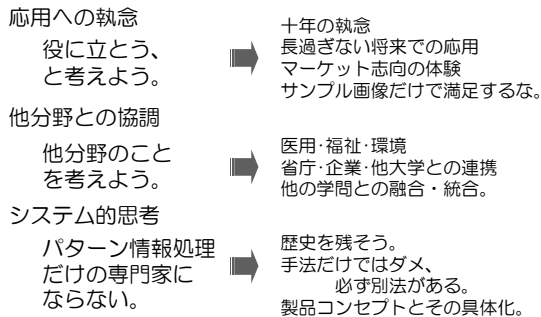 応用への執念
役に立とう、
と考えよう。
十年の執念
長過ぎない将来での応用
マーケット志向の体験
サンプル画像だけで満足するな。
他分野との協調
他分野のこと
を考えよう。
医用･福祉･環境
省庁･企業･他大学との連携
他の学問との融合・統合。
システム的思考
パターン情報処理
だけの専門家に
ならない。
歴史を残そう。
手法だけではダメ、
必ず別法がある。
製品コンセプトとその具体化。